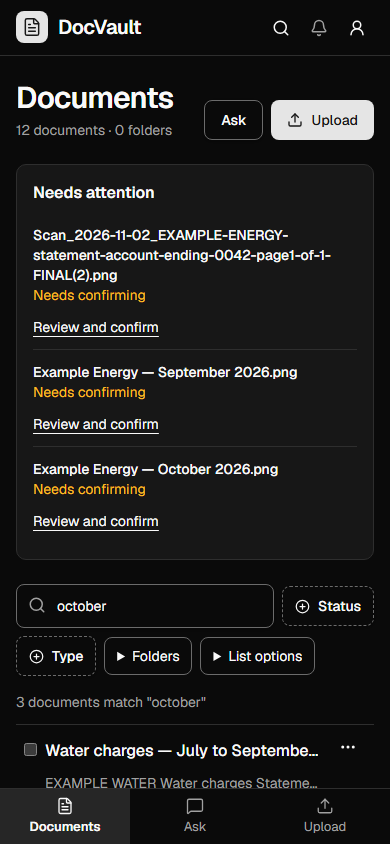 DocVault
Documents
12 documents · 0 folders
Ask
Upload
Needs attention
Scan_2026-11-02_EXAMPLE-ENERGY-
statement-account-ending-0042-page1-of-1-
FINAL(2).png
Needs confirming
Review and confirm
Example Energy — September 2026.png
Needs confirming
Review and confirm
Example Energy — October 2026.png
Needs confirming
Review and confirm
october
Status
Type
Folders
List options
3 documents match "october"
Water charges — July to Septembe...
EXAMPLE WATER Water charges Stateme...
Documents
Ask
Upload